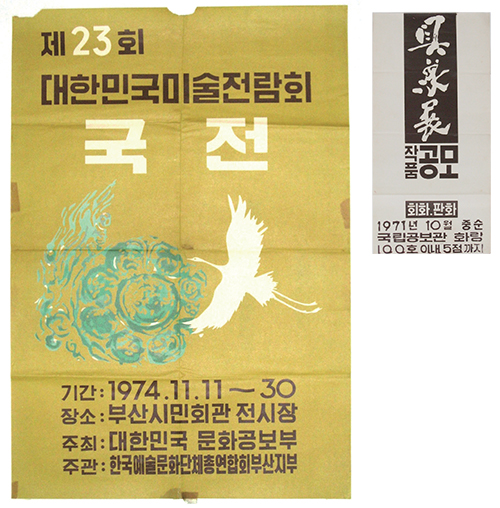 제 23 회
대한민국미술전람회
국 전
기간: 1974. 11. 11 ~ 30
장소: 부산시민회관 전시장
주최: 대한민국 문화공보부
주관: 한국예술문화단체총연합회부산지부
具象展
작품 공모
회화. 판화
1971년 10월 중순
국립공보관 화랑
100호 이내 5점까지